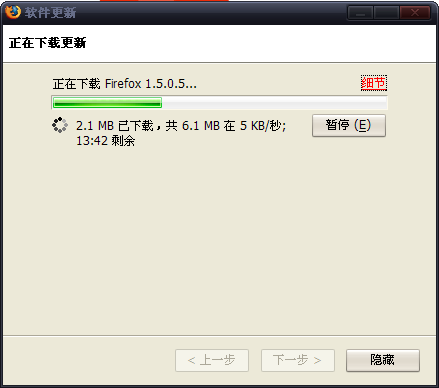 软件更新
正在下载更新
正在下载 Firefox 1.5.0.5...
细节
2.1 MB 已下载，共 6.1 MB 在 5 KB/秒;
13:42 剩余
暂停 (E)
< 上一步
下一步 >
隐藏